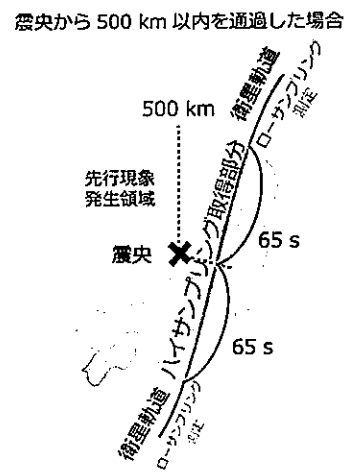 震央から 500 km 以内を通過した場合
衛星軌道
ローサンプリング
測定
500 km
先行現象
発生領域
ハイサンプリング取得部分
65 s
震央
65 s
衛星軌道
ローサンプリング
測定